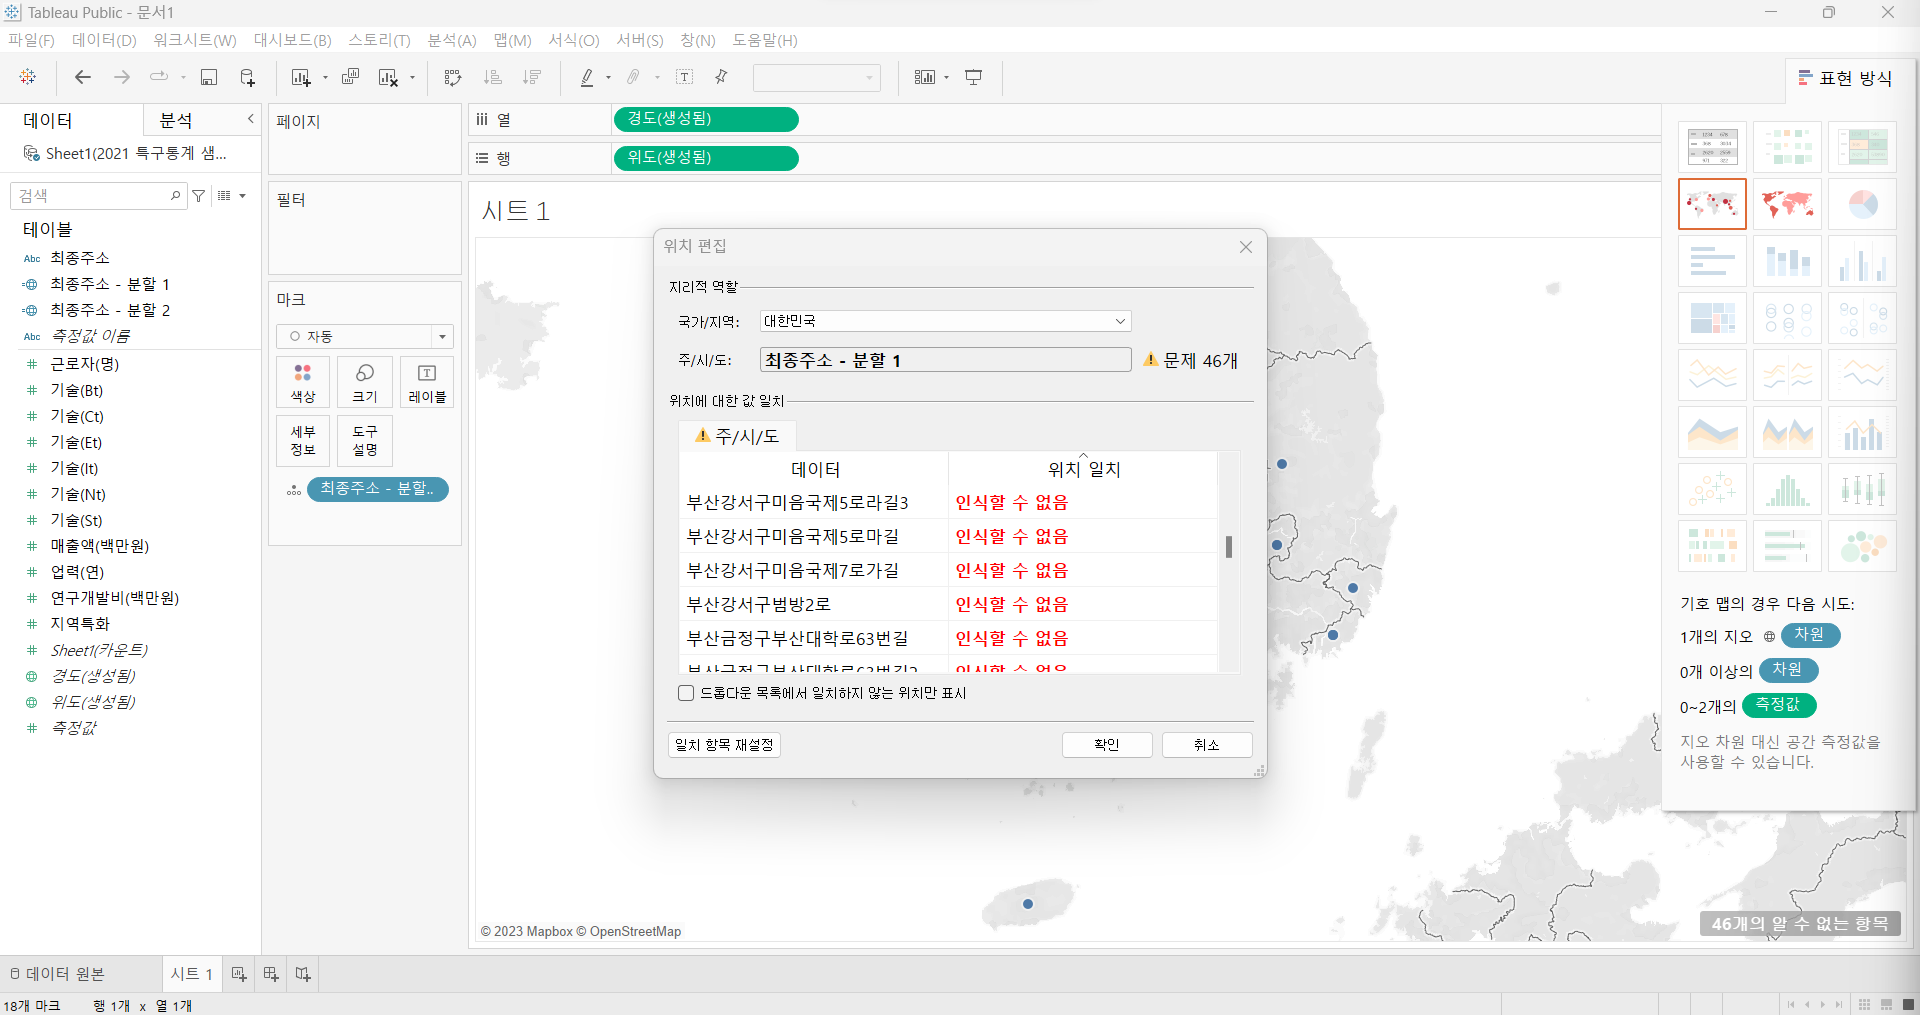 Tableau Public - 문서1
파일(F) 데이터(D) 워크시트(W) 대시보드(B) 스토리(T) 분석(A) 맵(M) 서식(O) 서버(S) 창(N) 도움말(H)
표현 방식
데이터 분석
Sheet1(2021 특구통계 샘...
검색
테이블
Abc 최종주소
최종주소 - 분할 1
최종주소 - 분할 2
Abc 측정값 이름
근로자(명)
기술(Bt)
기술(Ct)
기술(Et)
기술(It)
기술(Nt)
기술(St)
매출액(백만원)
업력(연)
연구개발비(백만원)
지역특화
Sheet1(카운트)
경도(생성됨)
위도(생성됨)
측정값
페이지
필터
마크
자동
색상 크기 레이블
세부 정보
도구 설명
최종주소 - 분할..
열 경도(생성됨)
행 위도(생성됨)
시트 1
위치 편집
지리적 역할
국가/지역: 대한민국
주/시/도: 최종주소 - 분할 1 문제 46개
위치에 대한 값 일치
주/시/도
데이터 위치 일치
부산강서구미음국제5로라길3 인식할 수 없음
부산강서구미음국제5로마길 인식할 수 없음
부산강서구미음국제7로가길 인식할 수 없음
부산강서구범방2로 인식할 수 없음
부산금정구부산대학로63번길 인식할 수 없음
부산금정구부산대학로63번길2 인식할 수 없음
드롭다운 목록에서 일치하지 않는 위치만 표시
일치 항목 재설정 확인 취소
© 2023 Mapbox © OpenStreetMap
46개의 알 수 없는 항목
기호 맵의 경우 다음 시도:
1개의 지오 차원
0개 이상의 차원
0~2개의 측정값
지오 차원 대신 공간 측정값을
사용할 수 있습니다.
데이터 원본 시트 1
18개 마크 행 1개 x 열 1개